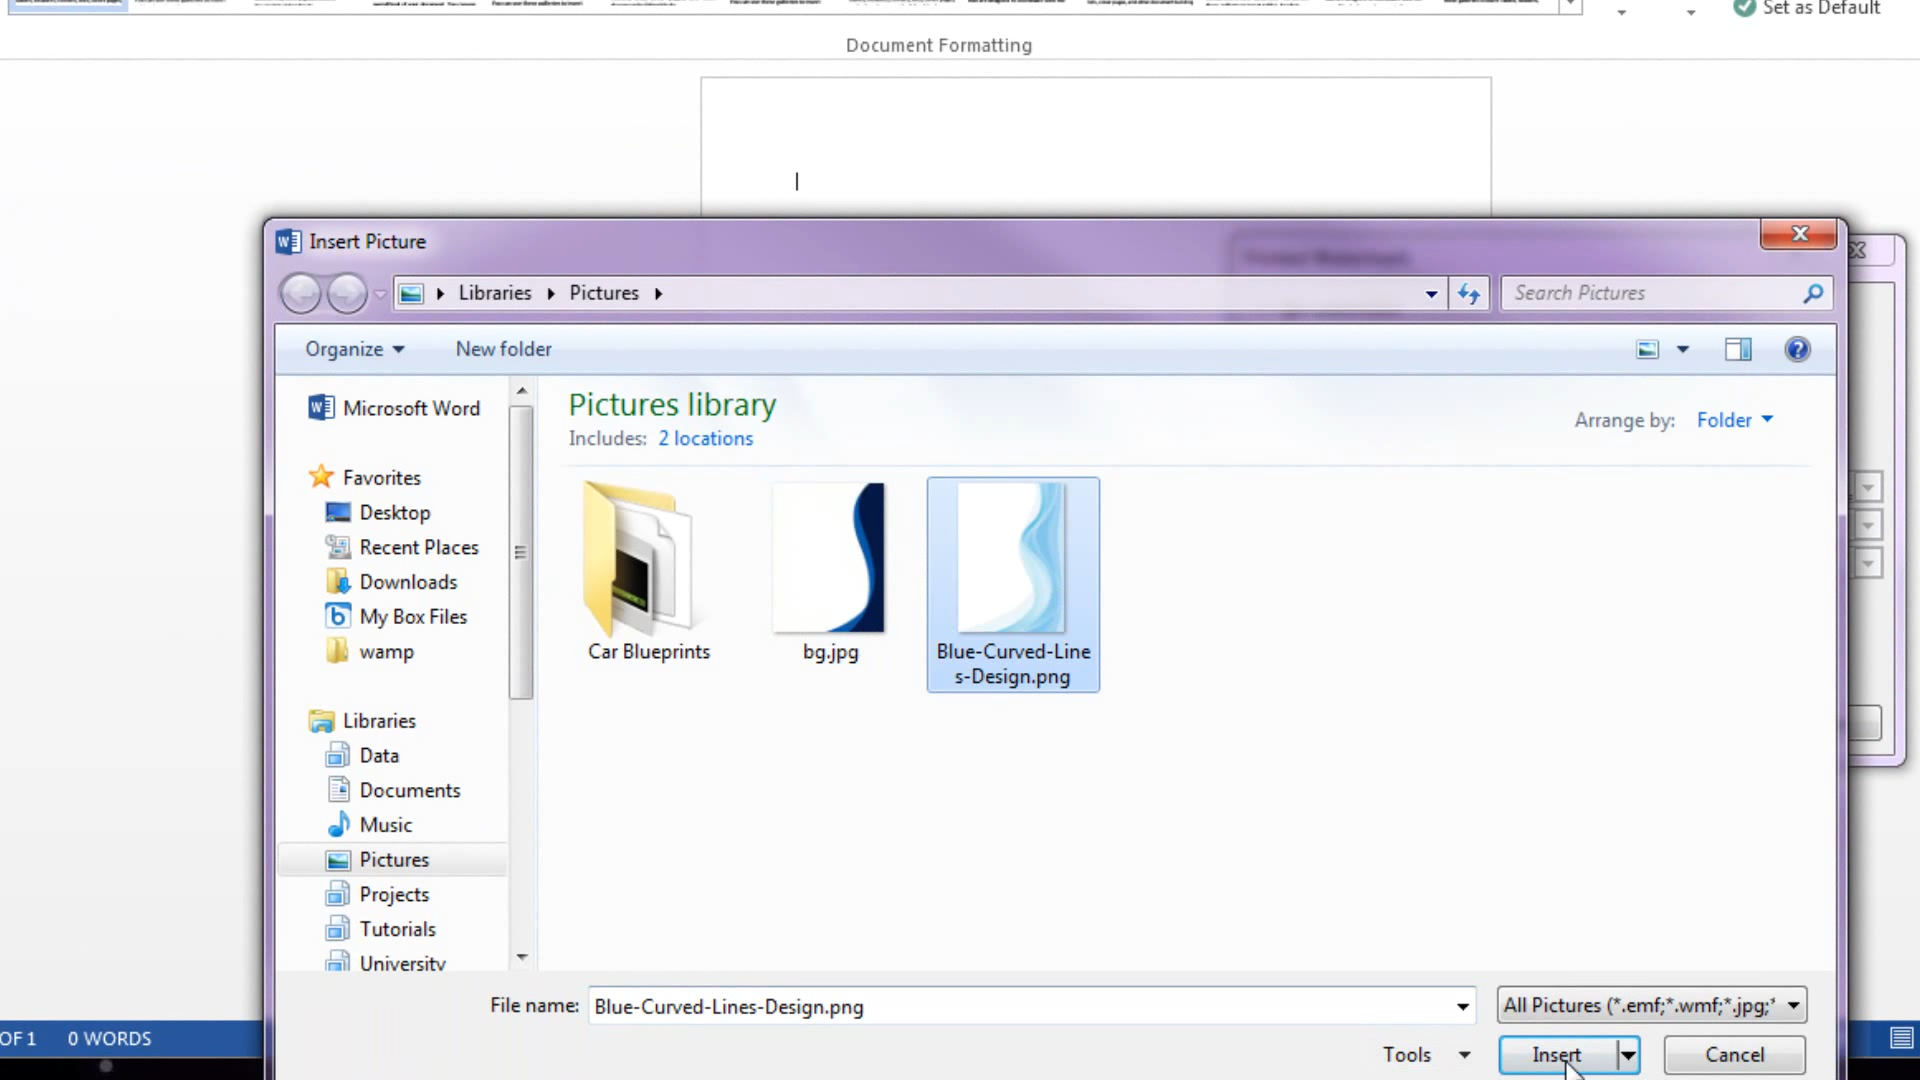 Set as Default
Document Formatting
Insert Picture
Libraries
Pictures
Search Pictures
Organize
New folder
Microsoft Word
Favorites
Desktop
Recent Places
Downloads
My Box Files
wamp
Libraries
Data
Documents
Music
Pictures
Projects
Tutorials
University
Pictures library
Includes: 2 locations
Arrange by: Folder
Car Blueprints
bg.jpg
Blue-Curved-Line
s-Design.png
File name: Blue-Curved-Lines-Design.png
All Pictures (*.emf;*.wmf;*.jpg;*
Tools
Insert
Cancel
OF 1
0 WORDS